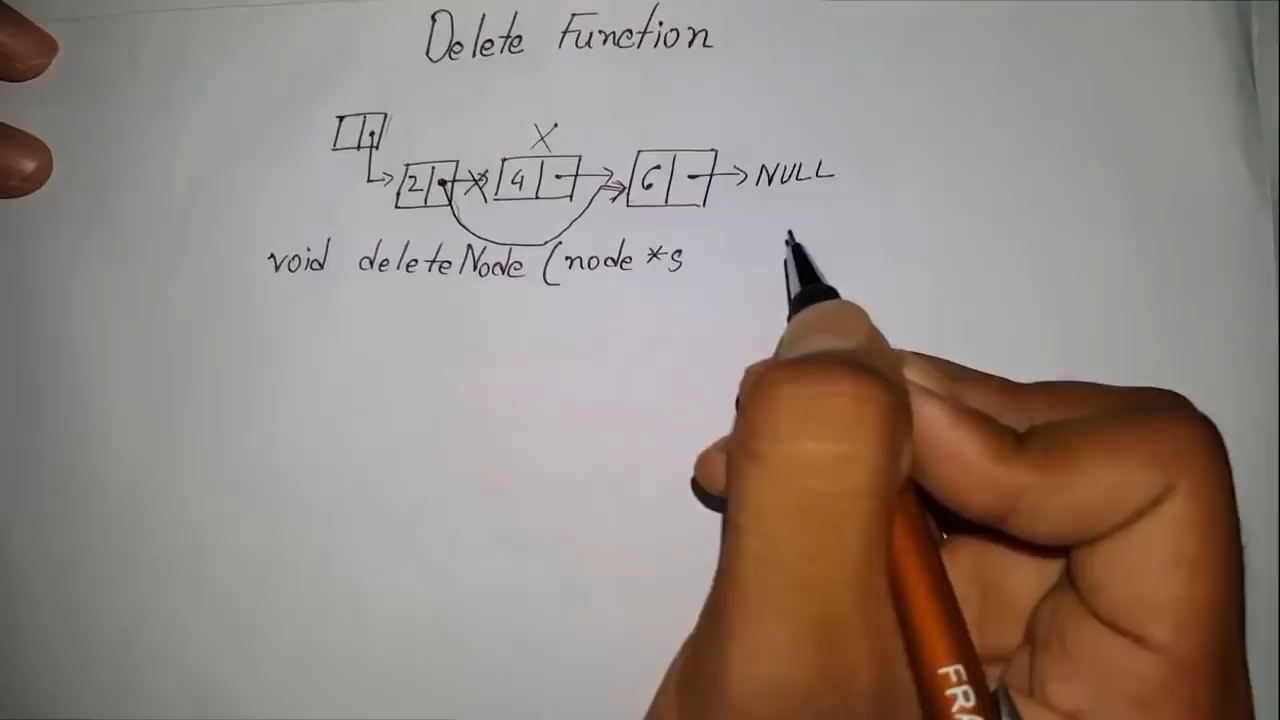 Delete Function
X
2 X 4 6 NULL
void deleteNode (node *s
FRA